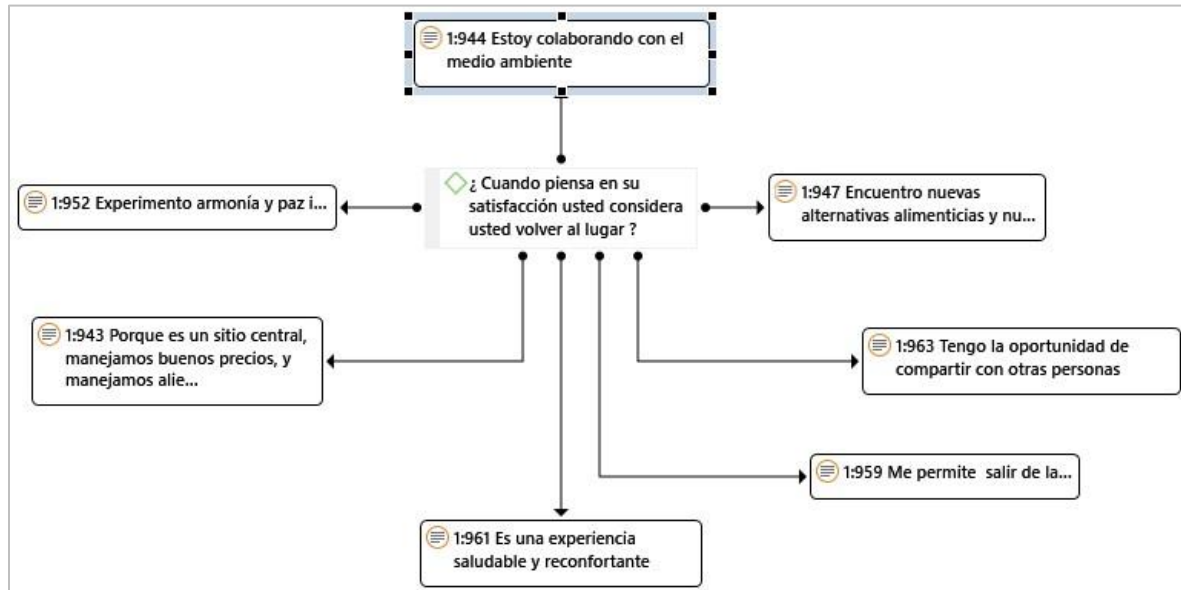 1:944 Estoy colaborando con el
medio ambiente
1:952 Experimento armonía y paz i...
¿ Cuando piensa en su
satisfacción usted considera
usted volver al lugar ?
1:947 Encuentro nuevas
alternativas alimenticias y nu...
1:943 Porque es un sitio central,
manejamos buenos precios, y
manejamos alie...
1:963 Tengo la oportunidad de
compartir con otras personas
1:959 Me permite  salir de la...
1:961 Es una experiencia
saludable y reconfortante